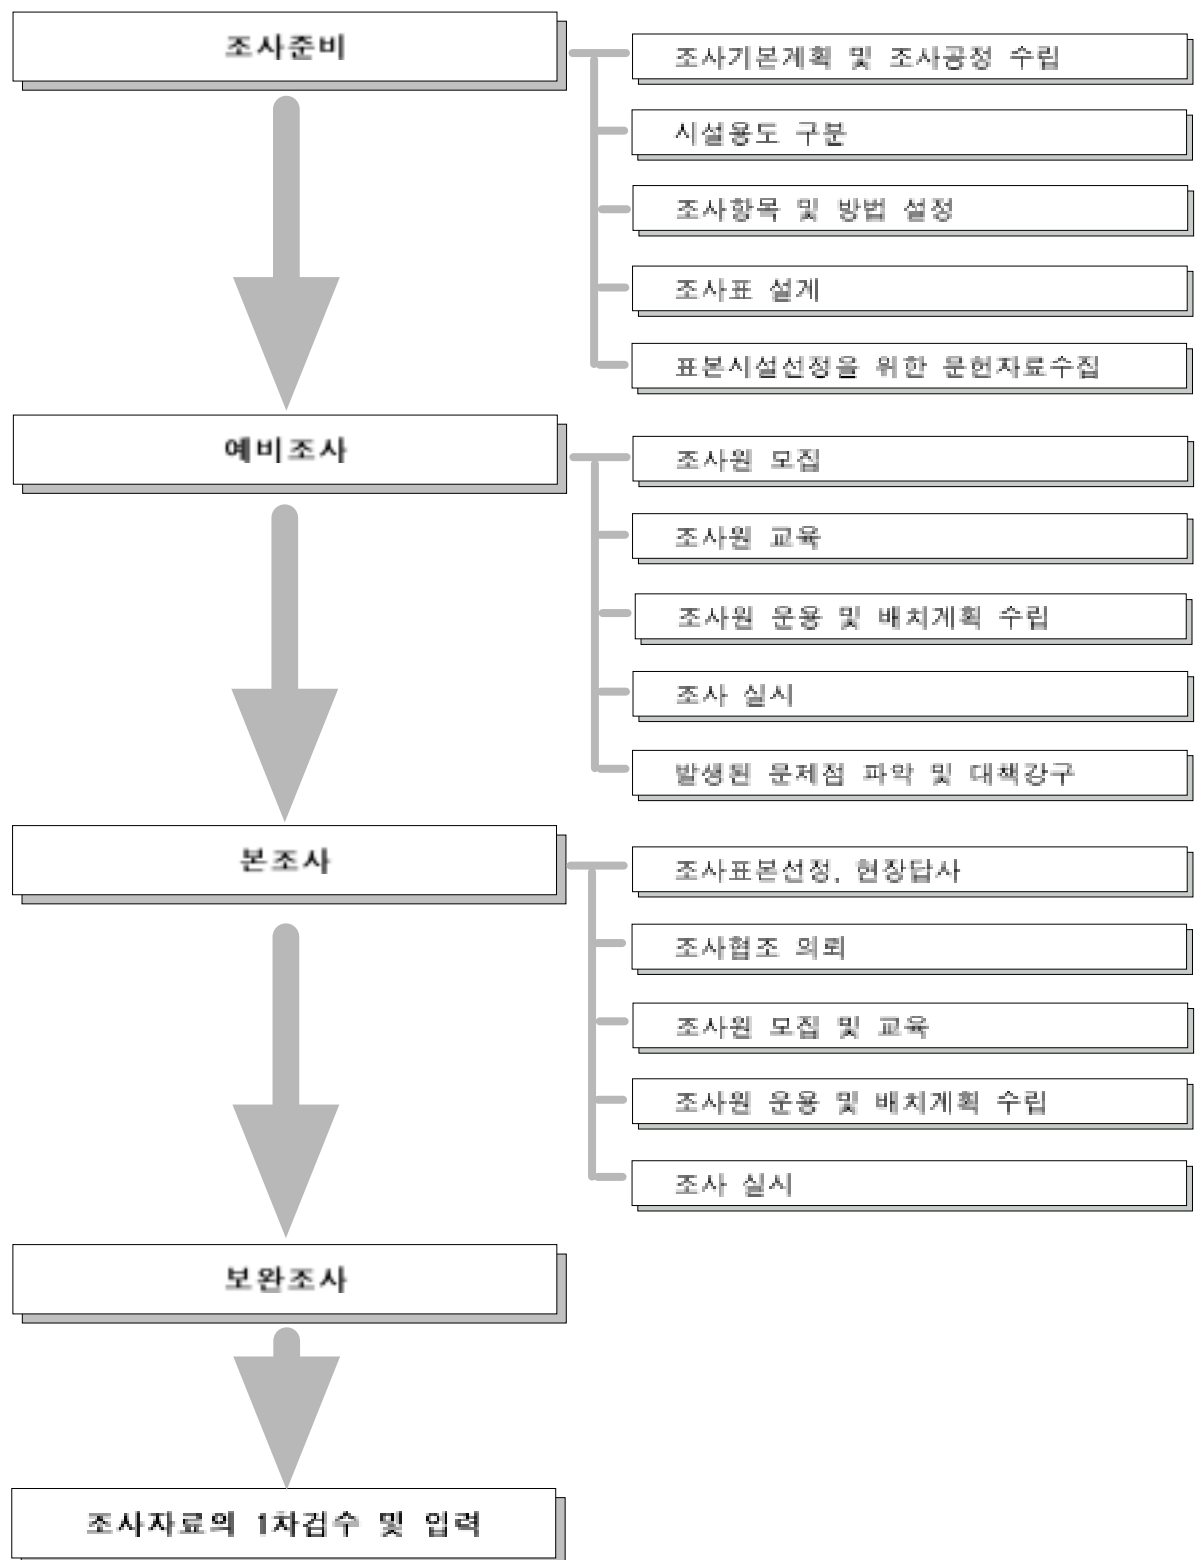 조사준비
조사기본계획 및 조사공정 수립
시설용도 구분
조사항목 및 방법 설정
조사표 설계
표본시설선정을 위한 문헌자료수집
예비조사
조사원 모집
조사원 교육
조사원 운용 및 배치계획 수립
조사 실시
발생된 문제점 파악 및 대책강구
본조사
조사표본선정, 현장답사
조사협조 의뢰
조사원 모집 및 교육
조사원 운용 및 배치계획 수립
조사 실시
보완조사
조사자료의 1차검수 및 입력